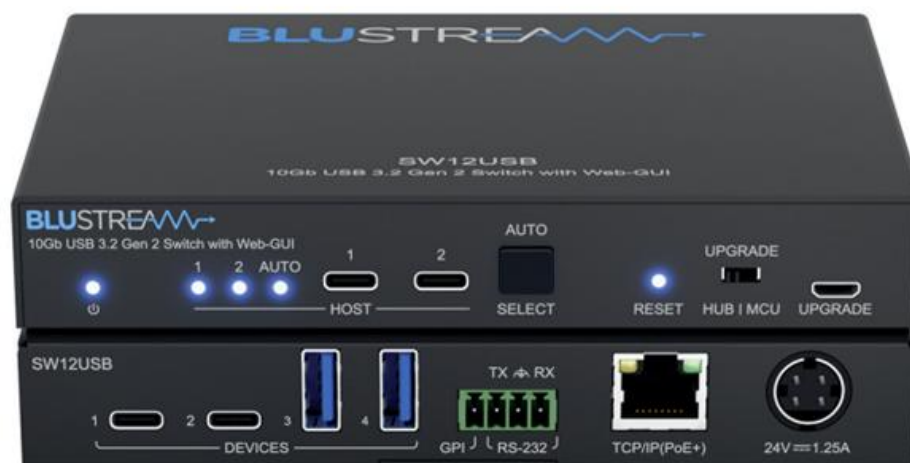 BLUSTREAM
SW12USB
10Gb USB 3.2 Gen 2 Switch with Web-GUI
BLUSTREAM
10Gb USB 3.2 Gen 2 Switch with Web-GUI
1 2 AUTO
1 2
HOST
AUTO
SELECT
RESET
UPGRADE
HUB | MCU
UPGRADE
SW12USB
1 2 3 4
DEVICES
TX RX
GPI RS-232
TCP/IP(PoE+)
24V 1.25A